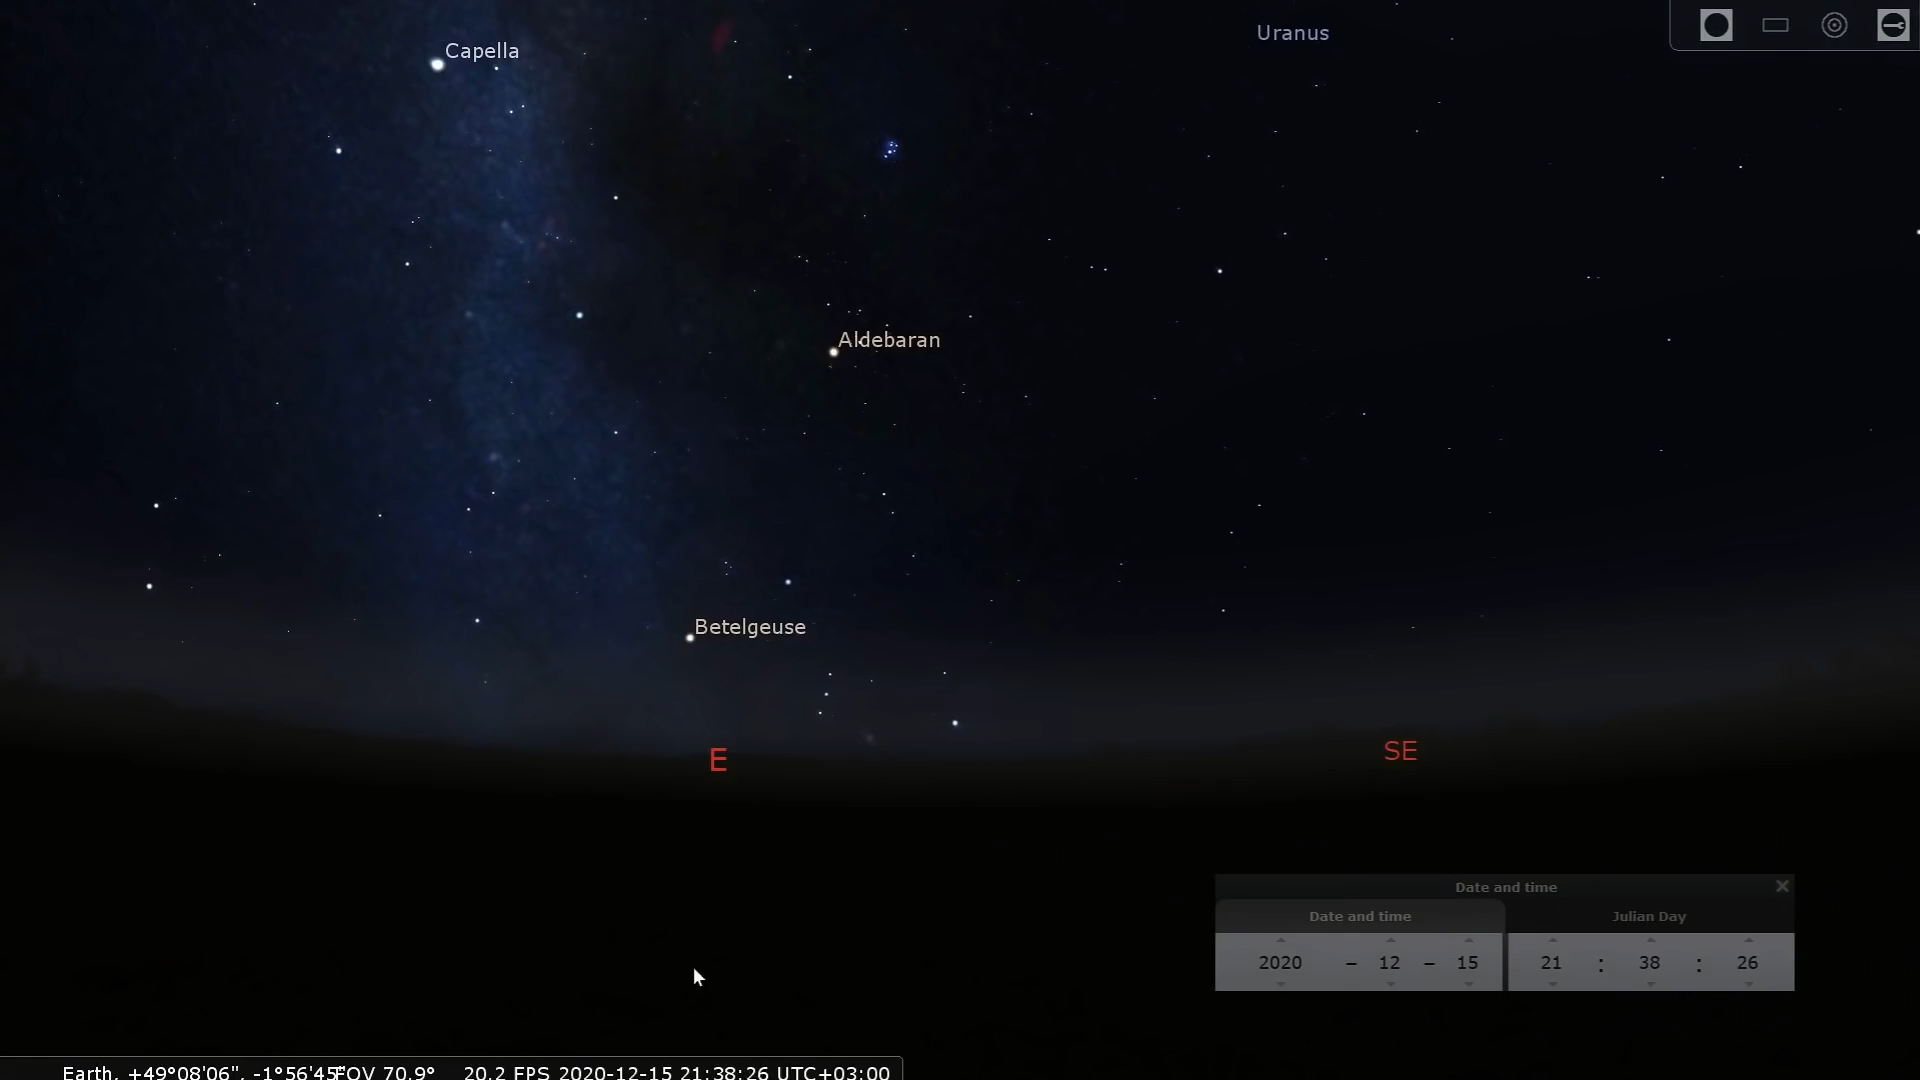 Capella
Uranus
Aldebaran
Betelgeuse
E
SE
Date and time
Date and time
Julian Day
2020 – 12 – 15 21 : 38 : 26
Earth, +49°08'06", -1°56'45" FOV 70.9° 20.2 FPS 2020-12-15 21:38:26 UTC+03:00